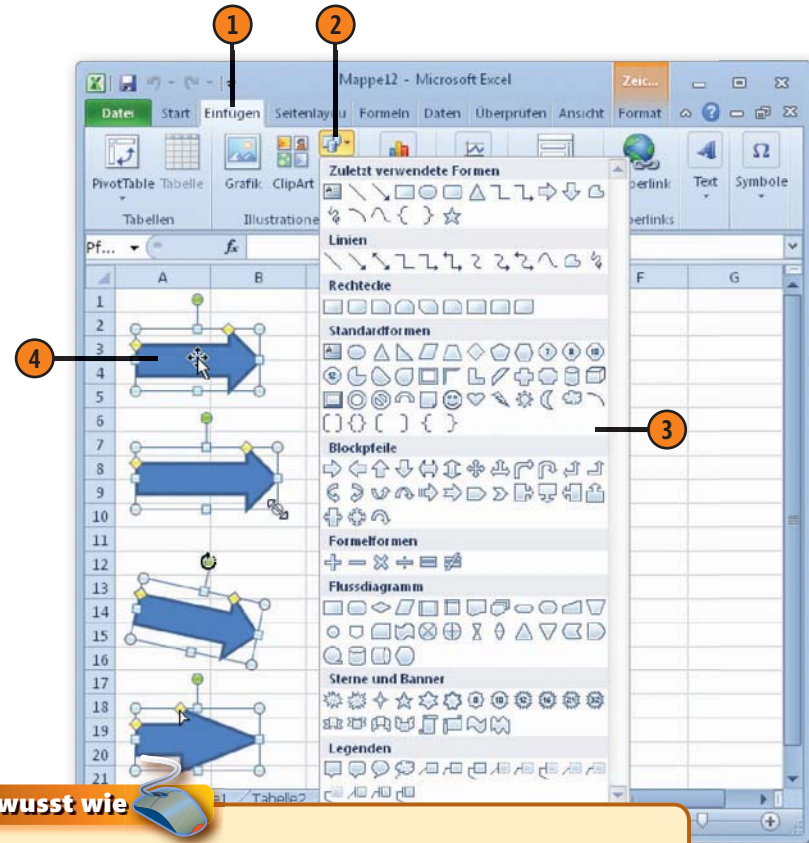 1 2
Mappe12 - Microsoft Excel Zeic...
Datei Start Einfügen Seitenlayou Formeln Daten Überprüfen Ansicht Format
PivotTable Tabelle Grafik ClipArt perlink Text Symbole
Tabellen Illustratione perlinks
Pf... fx
A B F G
Zuletzt verwendete Formen
Linien
Rechtecke
Standardformen
Blockpfeile
Formelformen
Flussdiagramm
Sterne und Banner
Legenden
1
2
3
4
5
6
7
8
9
10
11
12
13
14
15
16
17
18
19
20
21
4
3
Tabelle2
wusst wie